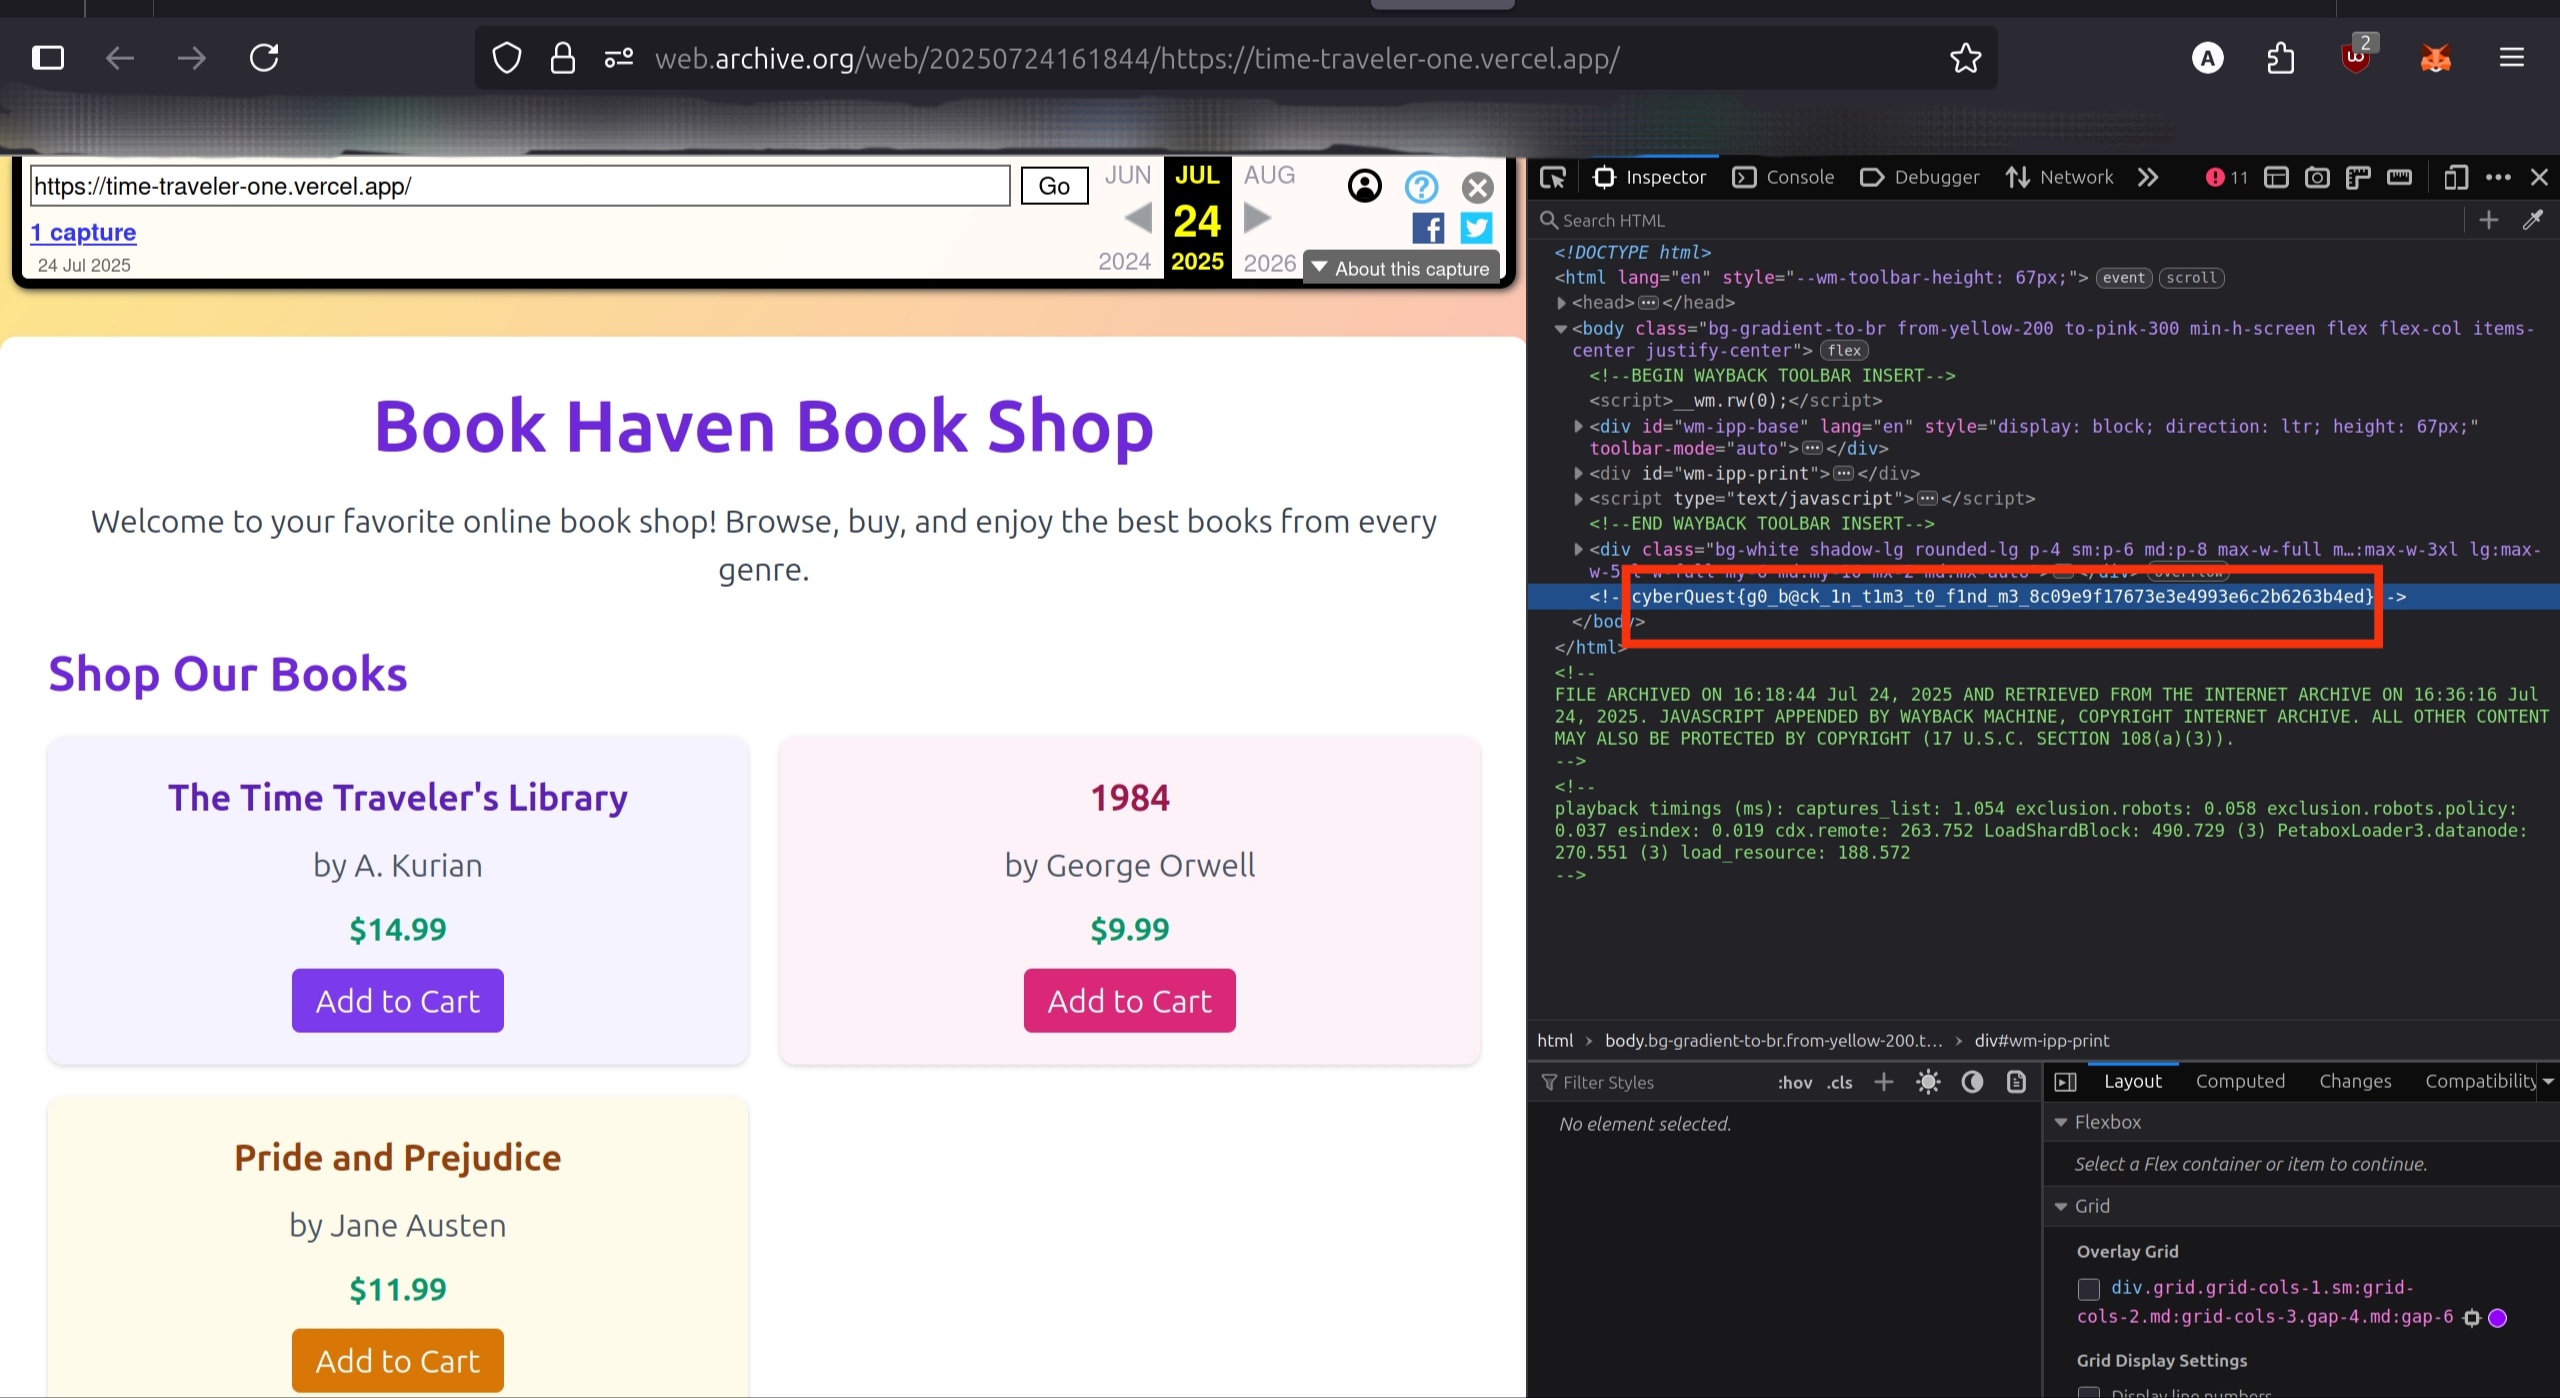 web.archive.org/web/20250724161844/https://time-traveler-one.vercel.app/
A
2
https://time-traveler-one.vercel.app/
Go
JUN
JUL
AUG
1 capture
24
24 Jul 2025
2024
2025
2026
About this capture
Book Haven Book Shop
Welcome to your favorite online book shop! Browse, buy, and enjoy the best books from every
genre.
Shop Our Books
The Time Traveler's Library
by A. Kurian
$14.99
Add to Cart
1984
by George Orwell
$9.99
Add to Cart
Pride and Prejudice
by Jane Austen
$11.99
Add to Cart
Inspector
Console
Debugger
Network
11
Search HTML
<!DOCTYPE html>
<html lang="en" style="--wm-toolbar-height: 67px;"> event scroll
<head>⋯</head>
<body class="bg-gradient-to-br from-yellow-200 to-pink-300 min-h-screen flex flex-col items-
center justify-center"> flex
<!--BEGIN WAYBACK TOOLBAR INSERT-->
<script>__wm.rw(0);</script>
<div id="wm-ipp-base" lang="en" style="display: block; direction: ltr; height: 67px;"
toolbar-mode="auto">⋯</div>
<div id="wm-ipp-print">⋯</div>
<script type="text/javascript">⋯</script>
<!--END WAYBACK TOOLBAR INSERT-->
<div class="bg-white shadow-lg rounded-lg p-4 sm:p-6 md:p-8 max-w-full m…:max-w-3xl lg:max-
<!- cyberQuest{g0_b@ck_1n_t1m3_t0_f1nd_m3_8c09e9f17673e3e4993e6c2b6263b4ed} ->
</body>
</html>
<!--
FILE ARCHIVED ON 16:18:44 Jul 24, 2025 AND RETRIEVED FROM THE INTERNET ARCHIVE ON 16:36:16 Jul
24, 2025. JAVASCRIPT APPENDED BY WAYBACK MACHINE, COPYRIGHT INTERNET ARCHIVE. ALL OTHER CONTENT
MAY ALSO BE PROTECTED BY COPYRIGHT (17 U.S.C. SECTION 108(a)(3)).
-->
<!--
playback timings (ms): captures_list: 1.054 exclusion.robots: 0.058 exclusion.robots.policy:
0.037 esindex: 0.019 cdx.remote: 263.752 LoadShardBlock: 490.729 (3) PetaboxLoader3.datanode:
270.551 (3) load_resource: 188.572
-->
html › body.bg-gradient-to-br.from-yellow-200.t… › div#wm-ipp-print
Filter Styles
:hov .cls
No element selected.
Layout
Computed
Changes
Compatibility
Flexbox
Select a Flex container or item to continue.
Grid
Overlay Grid
div.grid.grid-cols-1.sm:grid-
cols-2.md:grid-cols-3.gap-4.md:gap-6
Grid Display Settings
Display line numbers